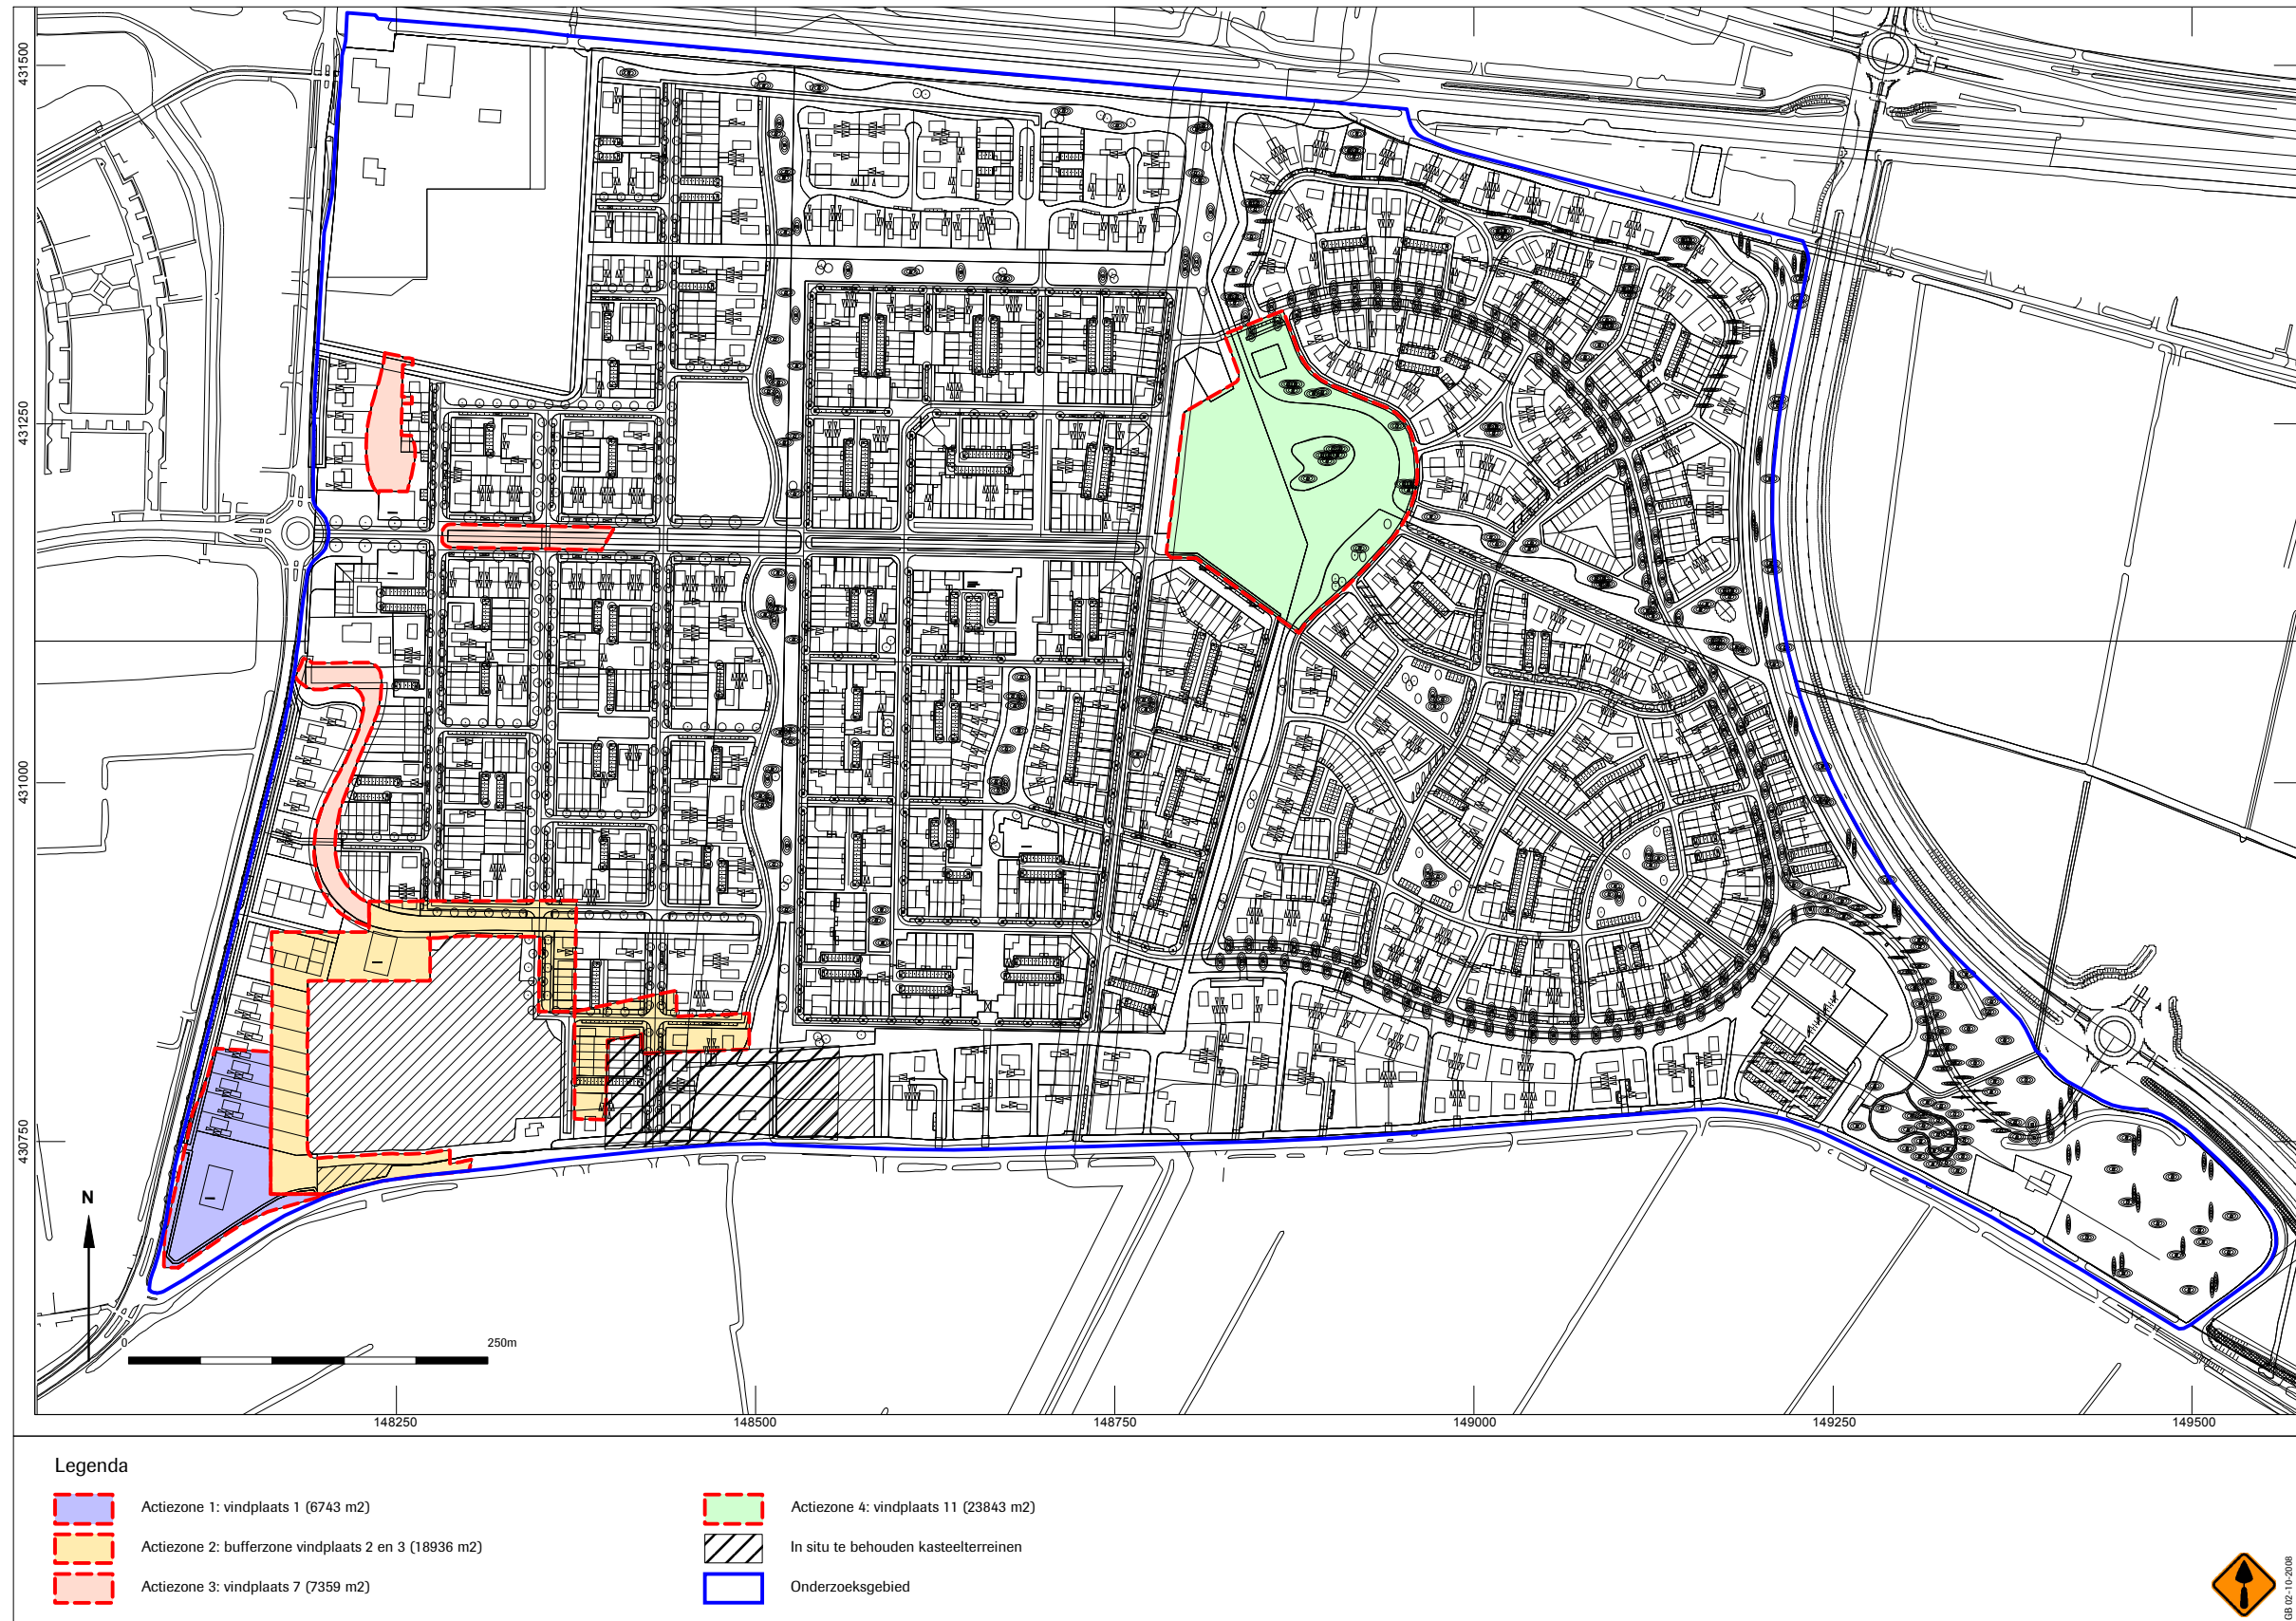 431500
431250
431000
430750
N
0
250m
148250
148500
148750
149000
149250
149500
Legenda
Actiezone 1: vindplaats 1 (6743 m2)
Actiezone 2: bufferzone vindplaats 2 en 3 (18936 m2)
Actiezone 3: vindplaats 7 (7359 m2)
Actiezone 4: vindplaats 11 (23843 m2)
In situ te behouden kasteelterreinen
Onderzoeksgebied
GB 02-10-2008